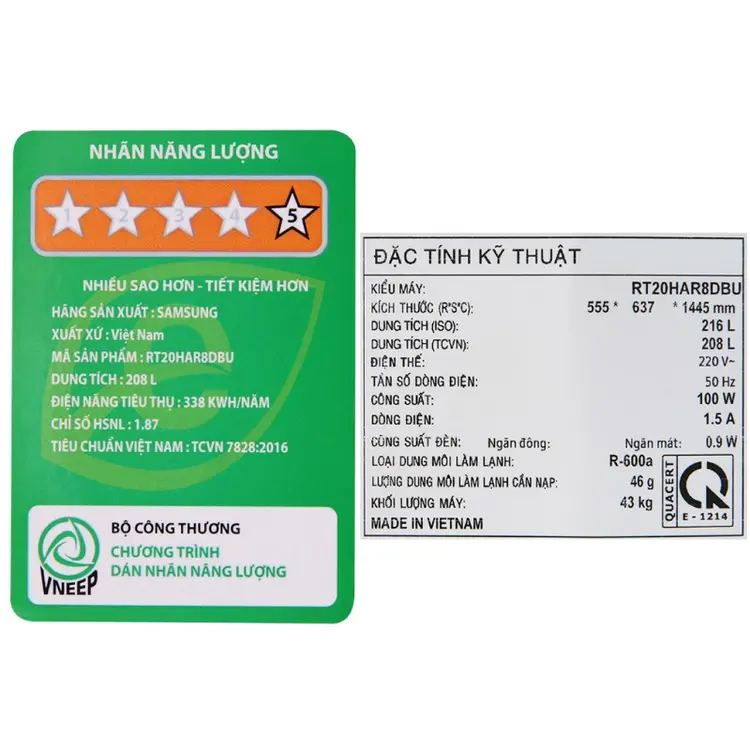 NHÃN NĂNG LƯỢNG
1 2 3 4 5
NHIỀU SAO HƠN - TIẾT KIỆM HƠN
HÃNG SẢN XUẤT : SAMSUNG
XUẤT XỨ : Việt Nam
MÃ SẢN PHẨM : RT20HAR8DBU
DUNG TÍCH : 208 L
ĐIỆN NĂNG TIÊU THỤ : 338 KWH/NĂM
CHỈ SỐ HSNL : 1.87
TIÊU CHUẨN VIỆT NAM : TCVN 7828:2016
VNEEP
BỘ CÔNG THƯƠNG
CHƯƠNG TRÌNH
DÁN NHÃN NĂNG LƯỢNG
ĐẶC TÍNH KỸ THUẬT
KIỂU MÁY: RT20HAR8DBU
KÍCH THƯỚC (R*S*C): 555 * 637 * 1445 mm
DUNG TÍCH (ISO): 216 L
DUNG TÍCH (TCVN): 208 L
ĐIỆN THẾ: 220 V~
TẦN SỐ DÒNG ĐIỆN: 50 Hz
CÔNG SUẤT: 100 W
DÒNG ĐIỆN: 1.5 A
CÔNG SUẤT ĐÈN: Ngăn đông: Ngăn mát: 0.9 W
LOẠI DUNG MÔI LÀM LẠNH: R-600a
LƯỢNG DUNG MÔI LÀM LẠNH CẦN NẠP: 46 g
KHỐI LƯỢNG MÁY: 43 kg
MADE IN VIETNAM
QUACERT
E - 1214